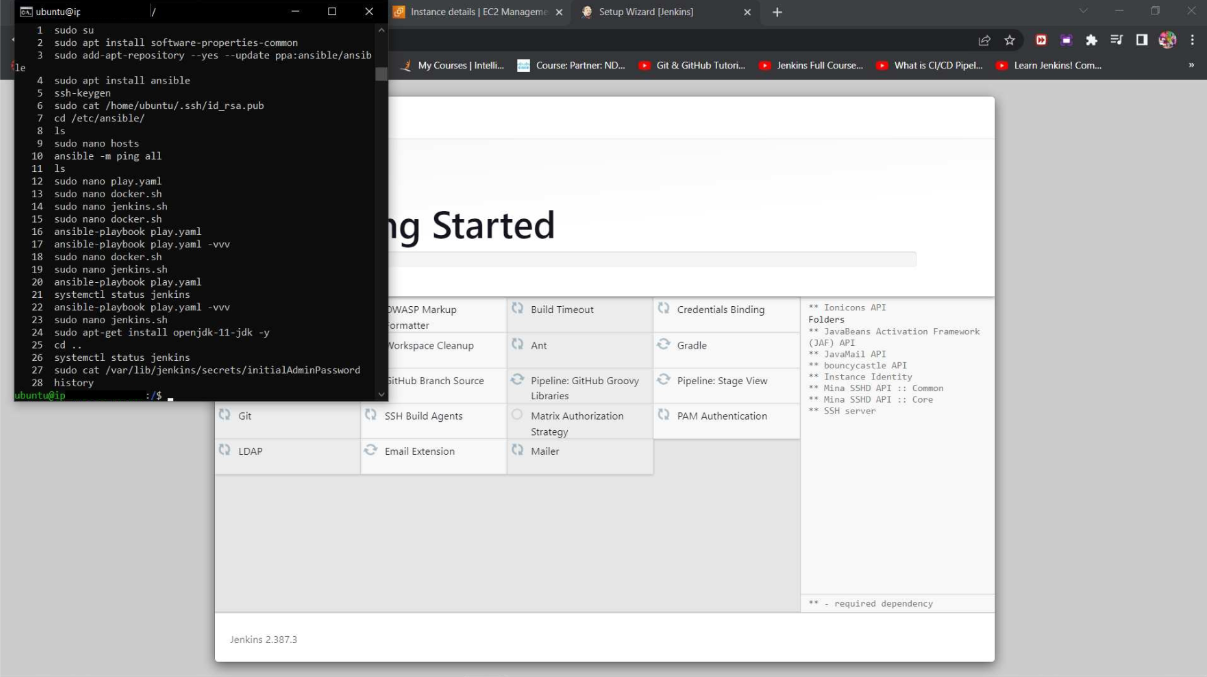 ubuntu@ip /
Instance details | EC2 Manageme
Setup Wizard [Jenkins]
My Courses | Intelli...
Course: Partner: ND...
Git & GitHub Tutori...
Jenkins Full Course...
What is CI/CD Pipel...
Learn Jenkins! Com...
»
1 sudo su
2 sudo apt install software-properties-common
3 sudo add-apt-repository --yes --update ppa:ansible/ansib
le
4 sudo apt install ansible
5 ssh-keygen
6 sudo cat /home/ubuntu/.ssh/id_rsa.pub
7 cd /etc/ansible/
8 ls
9 sudo nano hosts
10 ansible -m ping all
11 ls
12 sudo nano play.yaml
13 sudo nano docker.sh
14 sudo nano jenkins.sh
15 sudo nano docker.sh
16 ansible-playbook play.yaml
17 ansible-playbook play.yaml -vvv
18 sudo nano docker.sh
19 sudo nano jenkins.sh
20 ansible-playbook play.yaml
21 systemctl status jenkins
22 ansible-playbook play.yaml -vvv
23 sudo nano jenkins.sh
24 sudo apt-get install openjdk-11-jdk -y
25 cd ..
26 systemctl status jenkins
27 sudo cat /var/lib/jenkins/secrets/initialAdminPassword
28 history
ubuntu@ip :/$
ng Started
OWASP Markup
Formatter
Build Timeout
Credentials Binding
Workspace Cleanup
Ant
Gradle
GitHub Branch Source
Pipeline: GitHub Groovy
Libraries
Pipeline: Stage View
Git
SSH Build Agents
Matrix Authorization
Strategy
PAM Authentication
LDAP
Email Extension
Mailer
** Ionicons API
Folders
** JavaBeans Activation Framework
(JAF) API
** JavaMail API
** bouncycastle API
** Instance Identity
** Mina SSHD API :: Common
** Mina SSHD API :: Core
** SSH server
** - required dependency
Jenkins 2.387.3